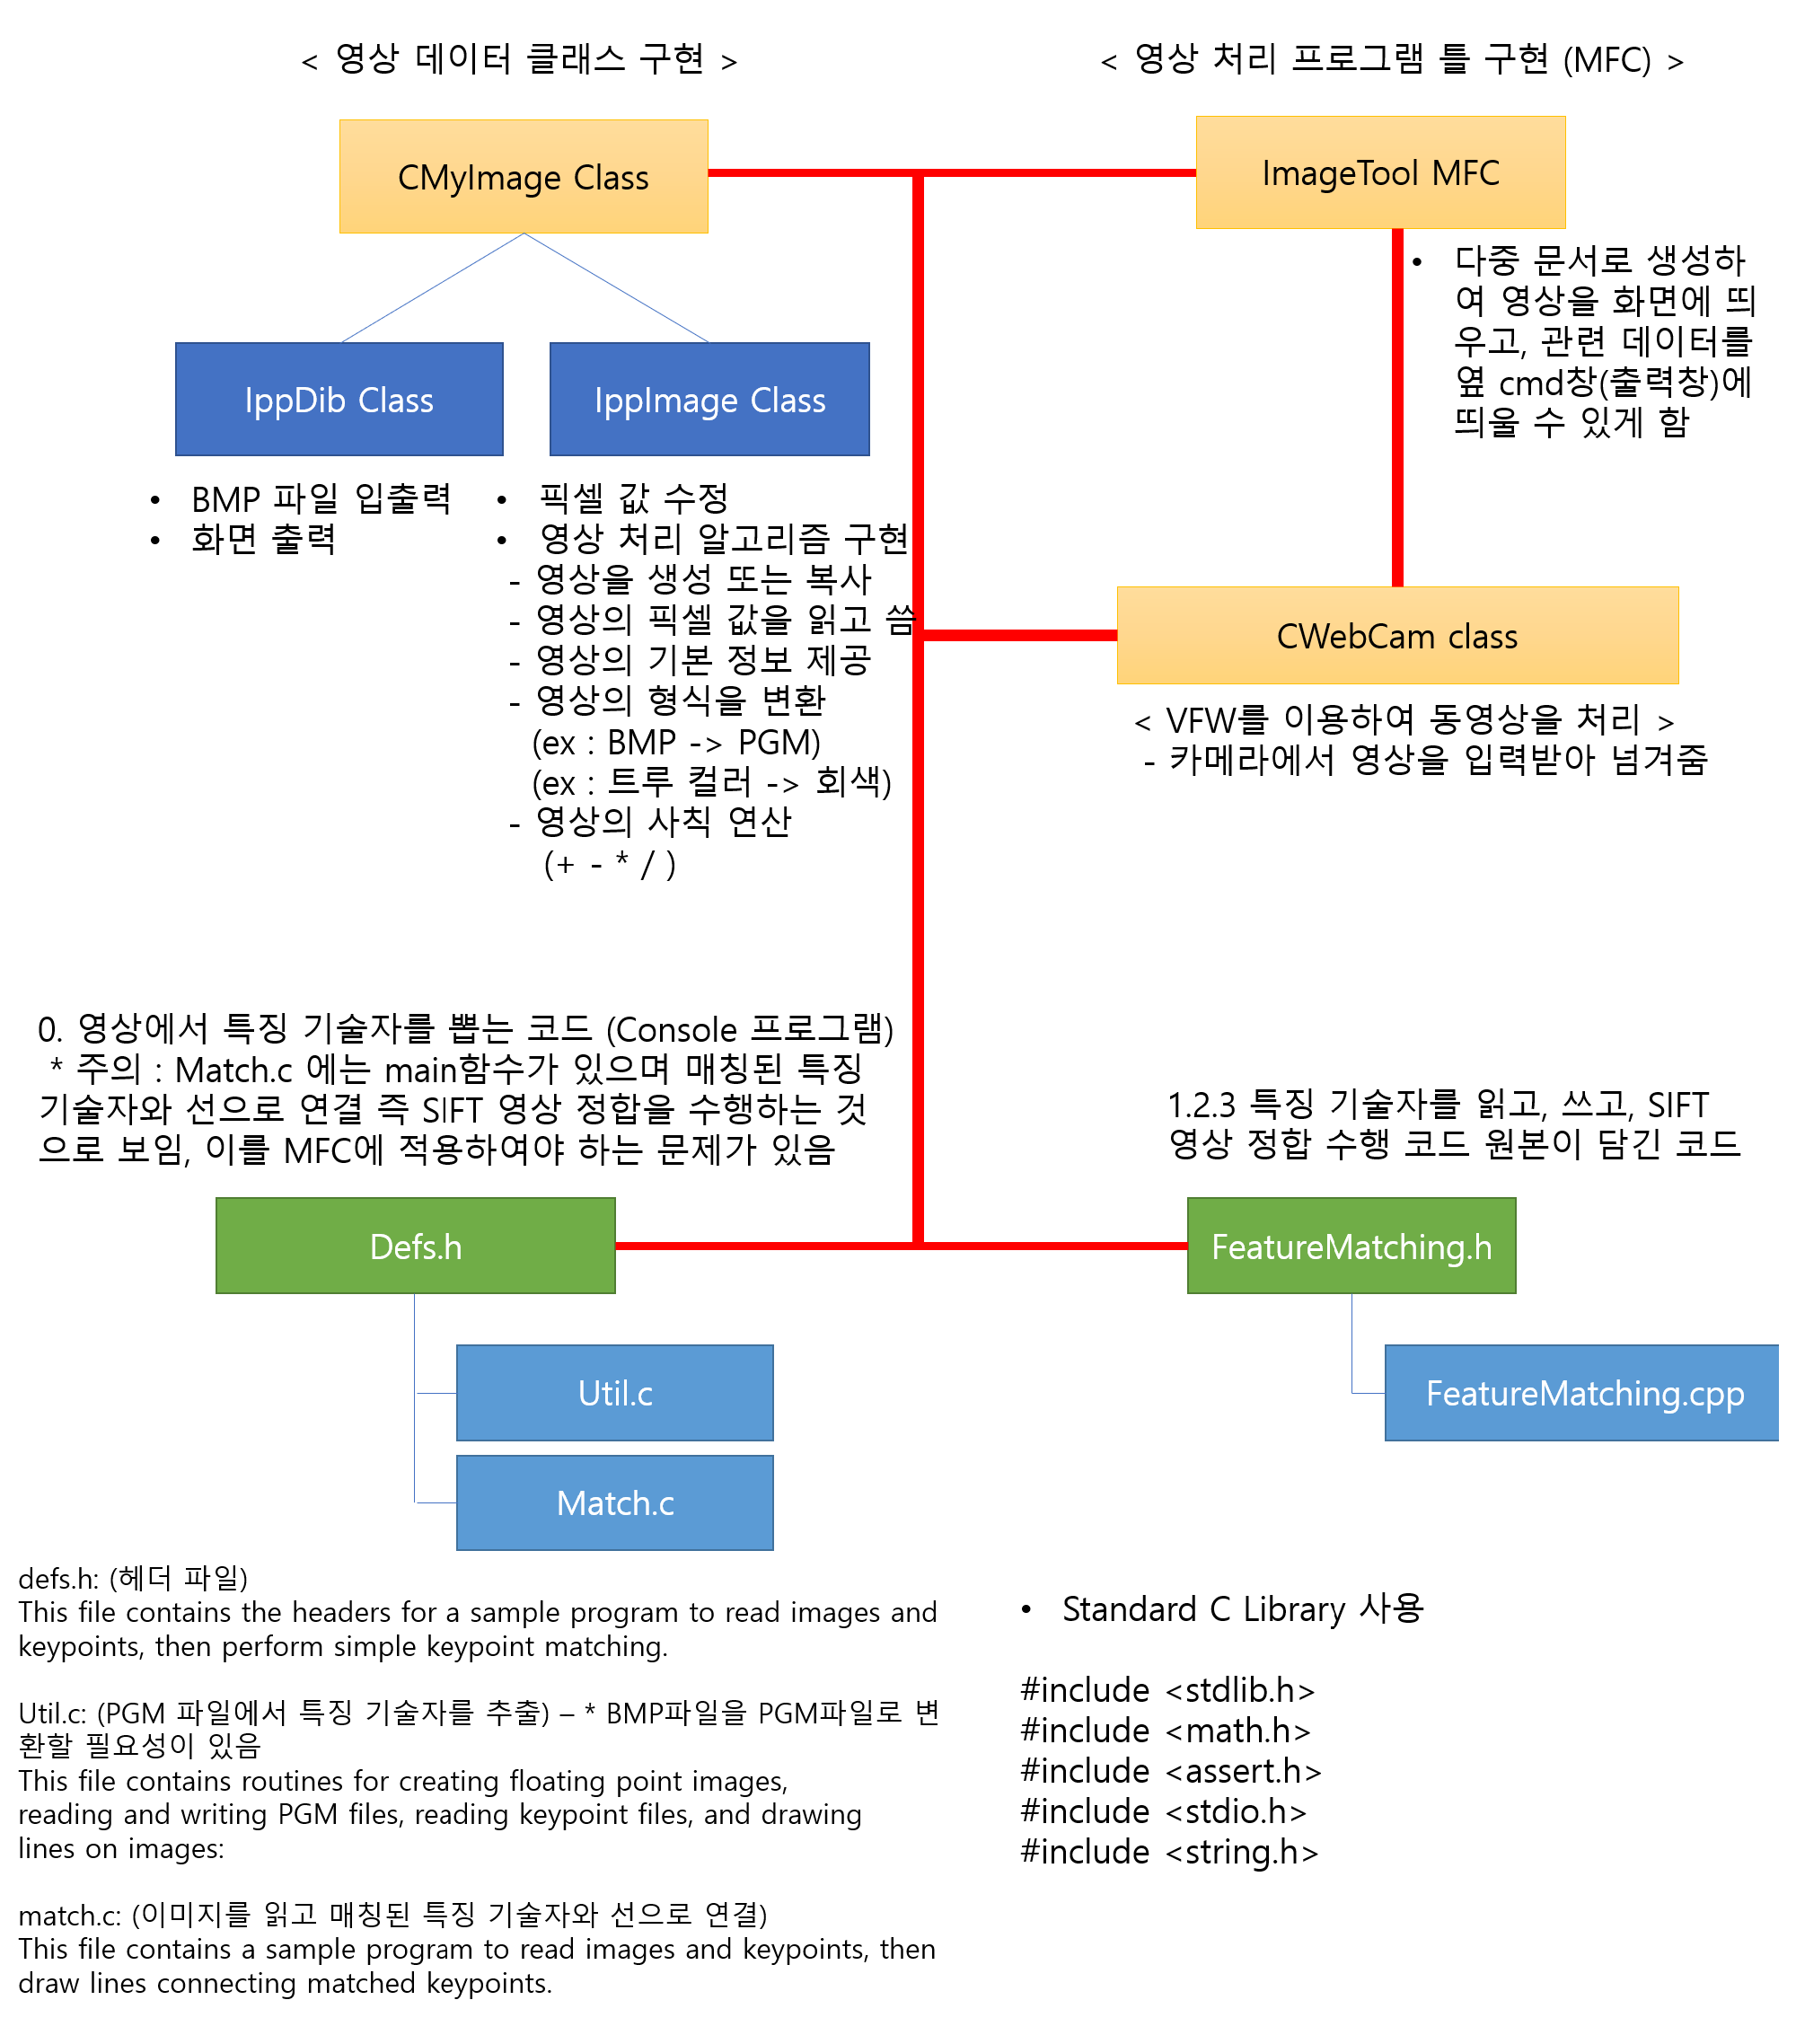 < 영상 데이터 클래스 구현 >
< 영상 처리 프로그램 틀 구현 (MFC) >
CMyImage Class
ImageTool MFC
• 다중 문서로 생성하
여 영상을 화면에 띄
우고, 관련 데이터를
옆 cmd창(출력창)에
띄울 수 있게 함
IppDib Class
IppImage Class
• BMP 파일 입출력
• 화면 출력
• 픽셀 값 수정
• 영상 처리 알고리즘 구현
- 영상을 생성 또는 복사
- 영상의 픽셀 값을 읽고 씀
- 영상의 기본 정보 제공
- 영상의 형식을 변환
(ex : BMP -> PGM)
(ex : 트루 컬러 -> 회색)
- 영상의 사칙 연산
(+ - * / )
CWebCam class
< VFW를 이용하여 동영상을 처리 >
- 카메라에서 영상을 입력받아 넘겨줌
0. 영상에서 특징 기술자를 뽑는 코드 (Console 프로그램)
* 주의 : Match.c 에는 main함수가 있으며 매칭된 특징
기술자와 선으로 연결 즉 SIFT 영상 정합을 수행하는 것
으로 보임, 이를 MFC에 적용하여야 하는 문제가 있음
1.2.3 특징 기술자를 읽고, 쓰고, SIFT
영상 정합 수행 코드 원본이 담긴 코드
Defs.h
FeatureMatching.h
Util.c
FeatureMatching.cpp
Match.c
defs.h: (헤더 파일)
This file contains the headers for a sample program to read images and
keypoints, then perform simple keypoint matching.
Util.c: (PGM 파일에서 특징 기술자를 추출) – * BMP파일을 PGM파일로 변
환할 필요성이 있음
This file contains routines for creating floating point images,
reading and writing PGM files, reading keypoint files, and drawing
lines on images:
match.c: (이미지를 읽고 매칭된 특징 기술자와 선으로 연결)
This file contains a sample program to read images and keypoints, then
draw lines connecting matched keypoints.
• Standard C Library 사용
#include <stdlib.h>
#include <math.h>
#include <assert.h>
#include <stdio.h>
#include <string.h>